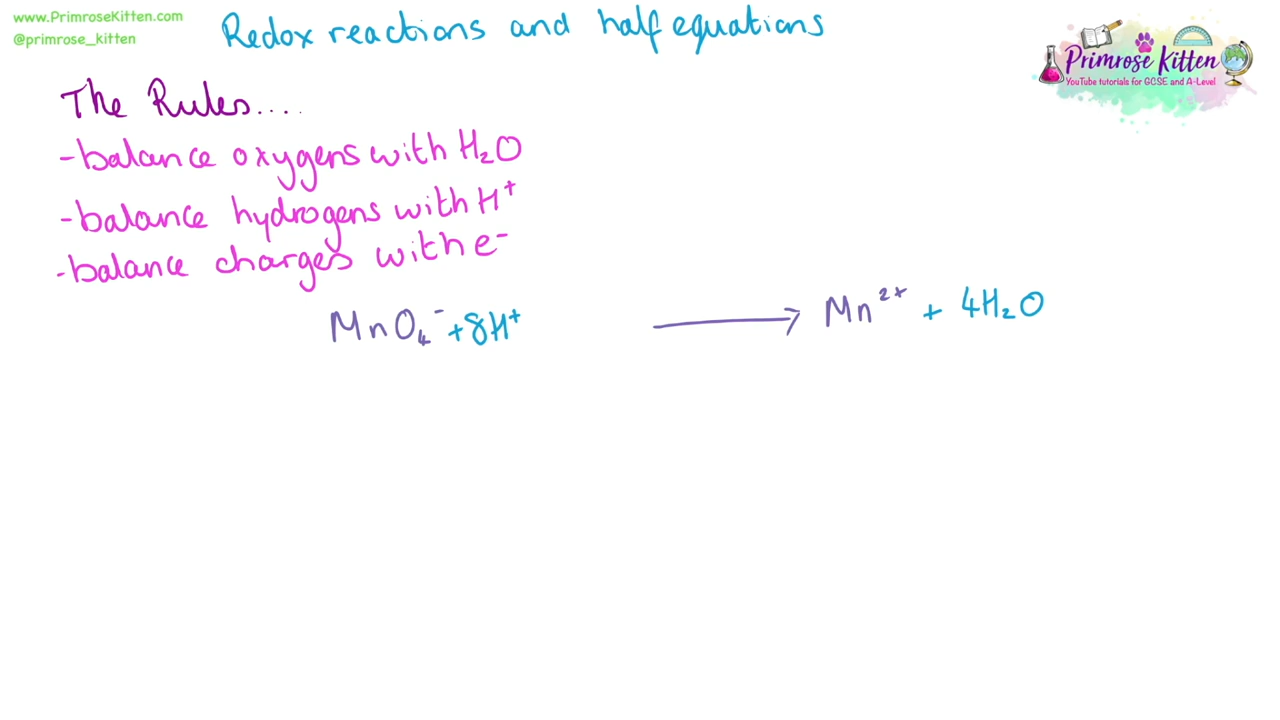 www.PrimroseKitten.com
@primrose_kitten
Redox reactions and half equations
Primrose Kitten
YouTube tutorials for GCSE and A-Level
The Rules....
-balance oxygens with H₂O
-balance hydrogens with H⁺
-balance charges with e⁻
MnO₄⁻ + 8H⁺ ⟶ Mn²⁺ + 4H₂O